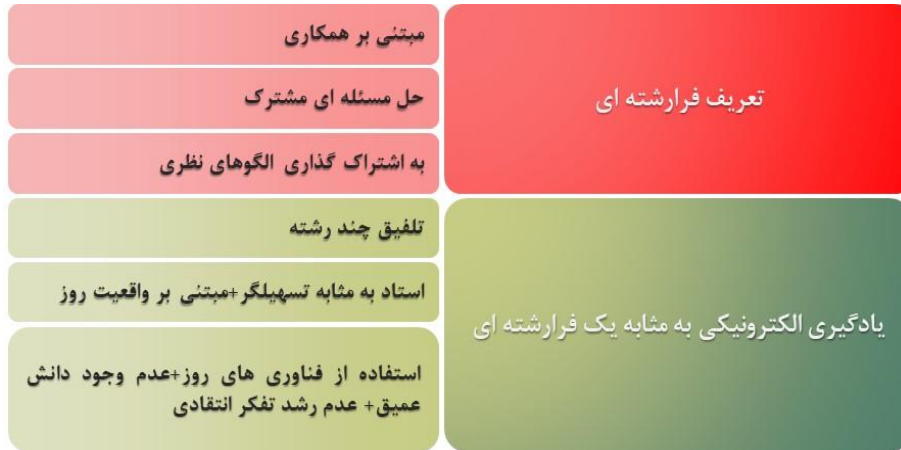 تعریف فرارشته ای
مبتنی بر همکاری
حل مسئله ای مشترک
به اشتراک گذاری الگوهای نظری
یادگیری الکترونیکی به مثابه یک فرارشته ای
تلفیق چند رشته
استاد به مثابه تسهیلگر+مبتنی بر واقعیت روز
استفاده از فناوری های روز+عدم وجود دانش
عمیق+ عدم رشد تفکر انتقادی